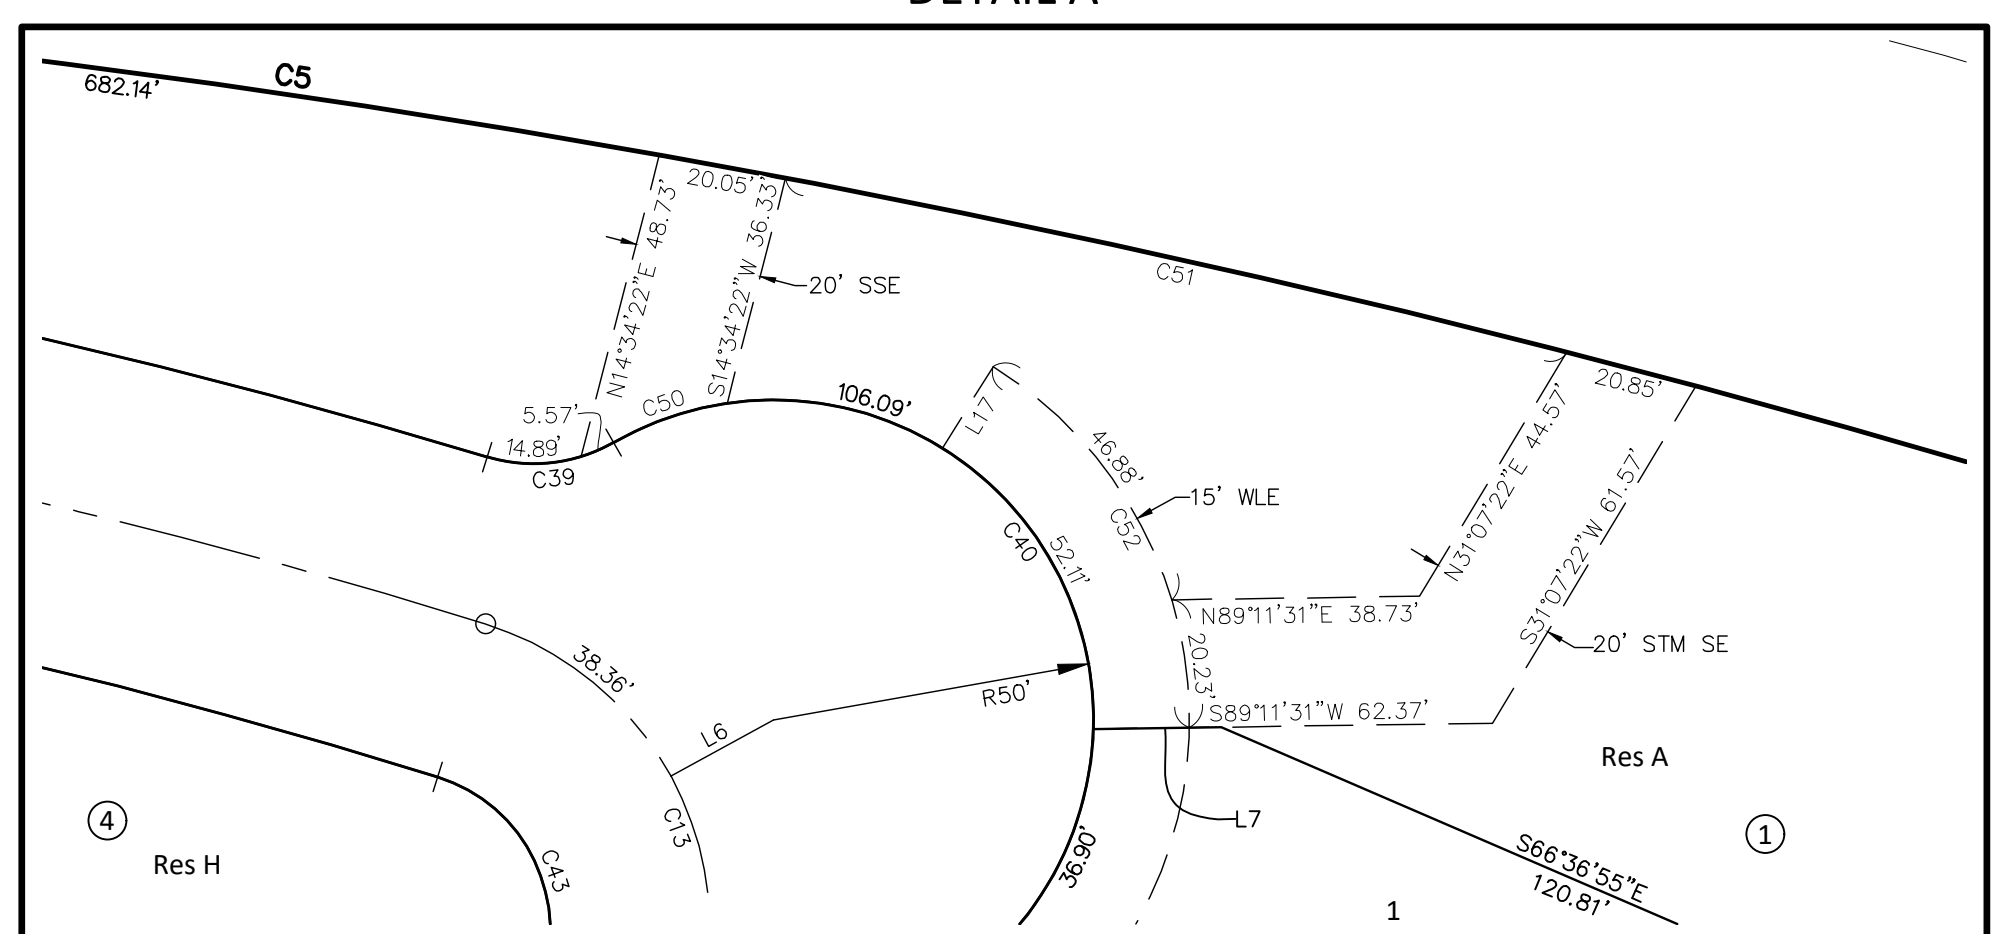 DETAIL A
C5
682.14’
20.05’
N14°34’22”E 48.73’
S14°34’22”W 36.33’
20’ SSE
C51
20.85’
5.57’
C50
106.09’
14.89’
C39
L17
46.88’
15’ WLE
C52
C40
52.11’
N31°07’22”E 44.57’
S31°07’22”W 61.57’
N89°11’31”E 38.73’
20’ STM SE
20.23’
S89°11’31”W 62.37’
38.36’
R50’
L6
Res A
C13
L7
4
1
Res H
C43
36.90’
S66°36’55”E
120.81’
1